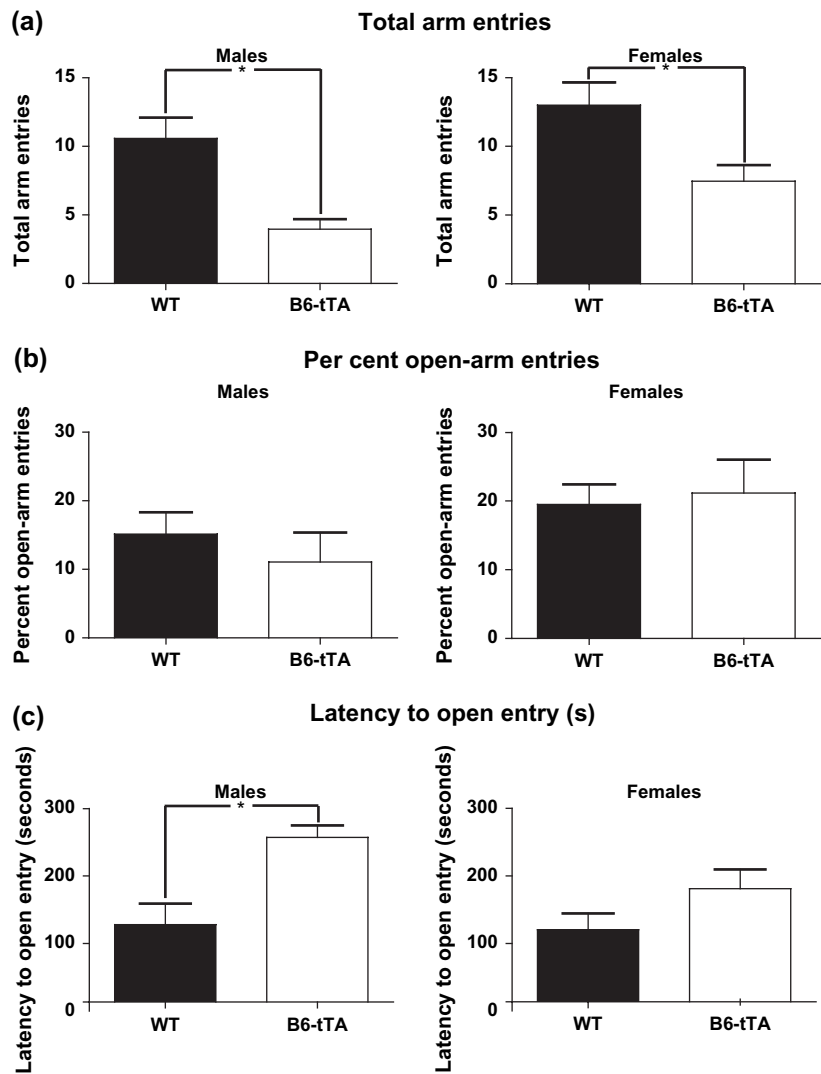 (a)
Total arm entries
Males
*
Total arm entries
15
10
5
0
WT
B6-tTA
Females
*
Total arm entries
15
10
5
0
WT
B6-tTA
(b)
Per cent open-arm entries
Males
Percent open-arm entries
30
20
10
0
WT
B6-tTA
Females
Percent open-arm entries
30
20
10
0
WT
B6-tTA
(c)
Latency to open entry (s)
Males
*
Latency to open entry (seconds)
300
200
100
0
WT
B6-tTA
Females
Latency to open entry (seconds)
300
200
100
0
WT
B6-tTA